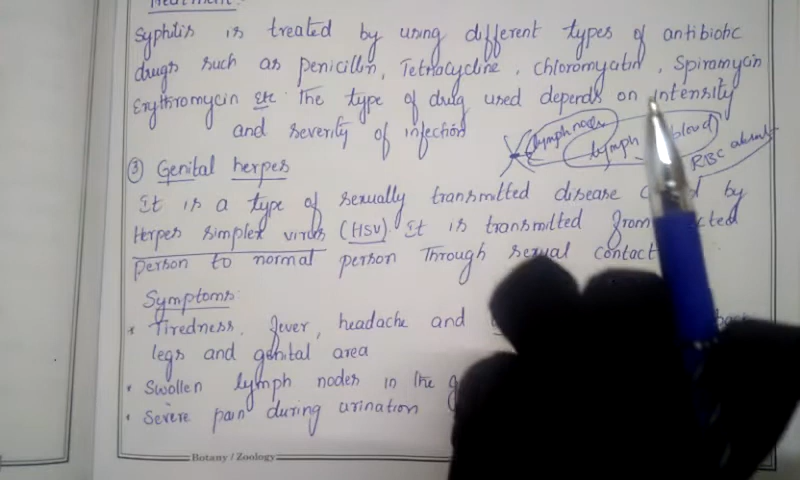 Treatment:
Syphilis is treated by using different types of antibiotic
drugs such as penicillin, Tetracycline, chloromycetin, Spiromycin
Erythromycin etc. The type of drug used depends on intensity
and severity of infection
lymph nodes
lymph blood
RBC absent
③ Genital herpes
It is a type of sexually transmitted disease by
Herpes simplex virus (HSV). It is transmitted from
person to normal person Through sexual contact
Symptoms:
* Tiredness, fever, headache and
legs and genital area
• Swollen lymph nodes in the
• Severe pain during urination
Botany / Zoology